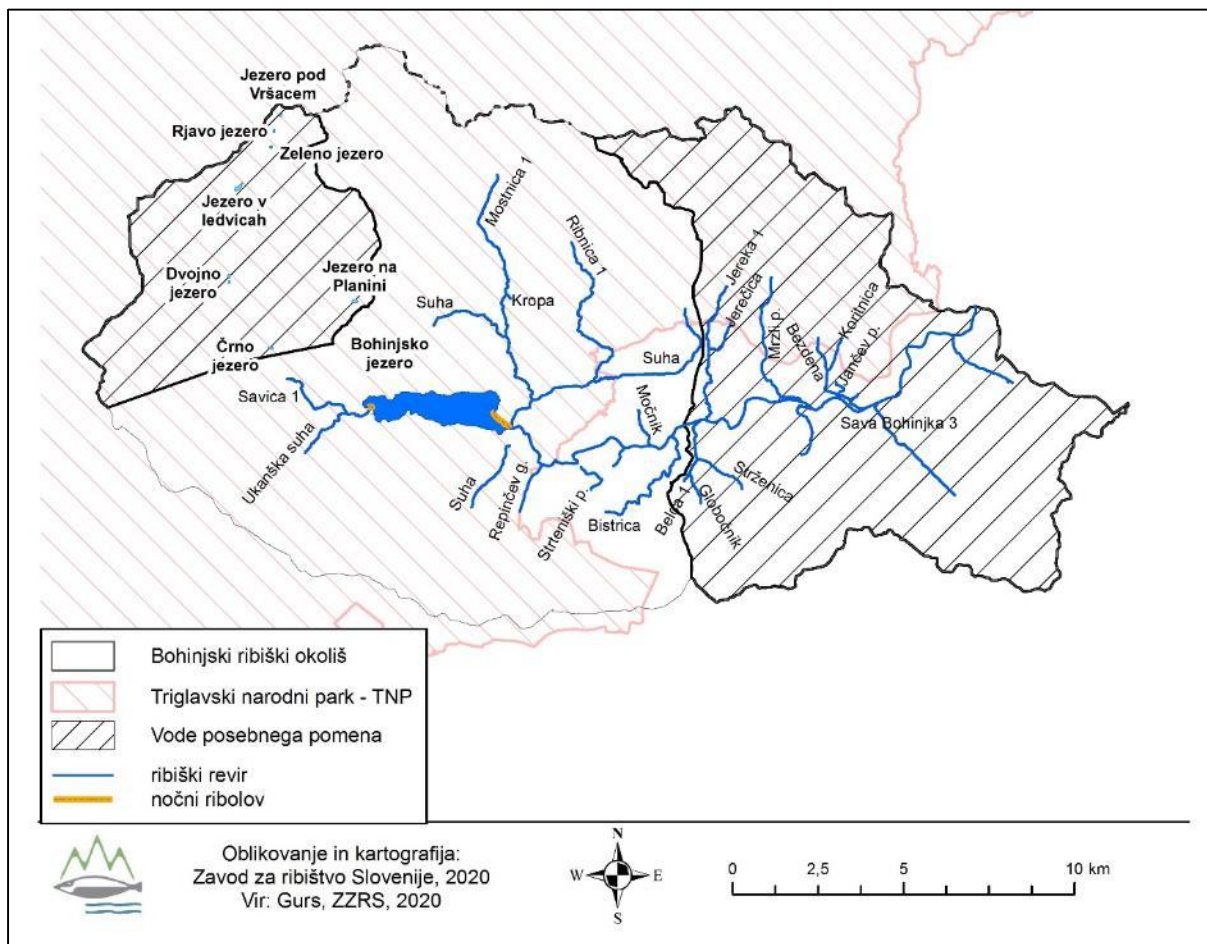 Jezero pod
Vršacem
Rjavo jezero
Zeleno jezero
Jezero v
ledvicah
Dvojno
jezero
Jezero na
Planini
Črno
jezero
Bohinjsko
jezero
Mostnica 1
Ribnica 1
Kropa
Suha
Suha
Jereka 1
Jerečica
Mrzli p.
Bezdena
Koritnica
Jančev p.
Sava Bohinjka 3
Močnik
Savica 1
Ukanška suha
Suha
Repinčev g.
Strteniški p.
Bistrica
Belca 1
Globočnik
Strženica
Bohinjski ribiški okoliš
Triglavski narodni park - TNP
Vode posebnega pomena
ribiški revir
nočni ribolov
Oblikovanje in kartografija:
Zavod za ribištvo Slovenije, 2020
Vir: Gurs, ZZRS, 2020
N
W
E
S
0 2,5 5 10 km